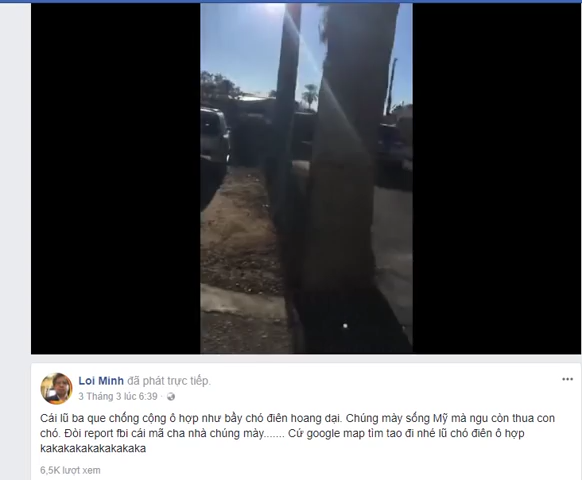 Loi Minh đã phát trực tiếp.
3 Tháng 3 lúc 6:39 ·
Cái lũ ba que chống cộng ô hợp như bầy chó điên hoang dại. Chúng mày sống Mỹ mà ngu còn thua con
chó. Đòi report fbi cái mã cha nhà chúng mày....... Cứ google map tìm tao đi nhé lũ chó điên ô hợp
kakakakakakakakaka
6,5K lượt xem